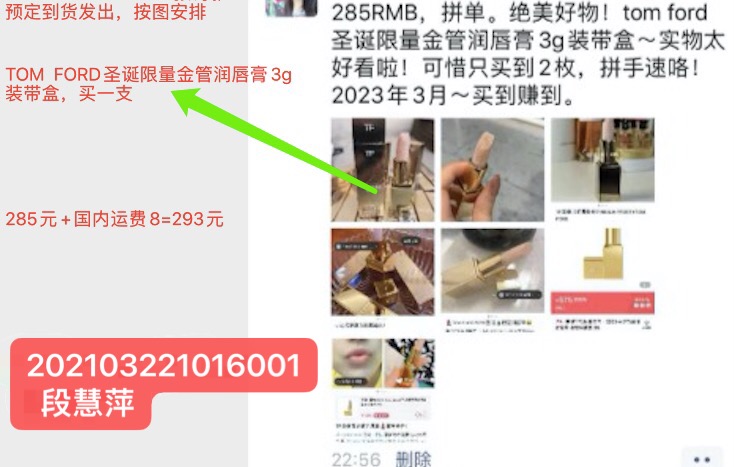 预定到货发出，按图安排
TOM FORD圣诞限量金管润唇膏3g
装带盒，买一支
285元+国内运费8=293元
202103221016001
段慧萍
285RMB，拼单。绝美好物！tom ford
圣诞限量金管润唇膏3g装带盒～实物太
好看啦！可惜只买到2枚，拼手速咯！
2023年3月～买到赚到。
TF
22:56 删除